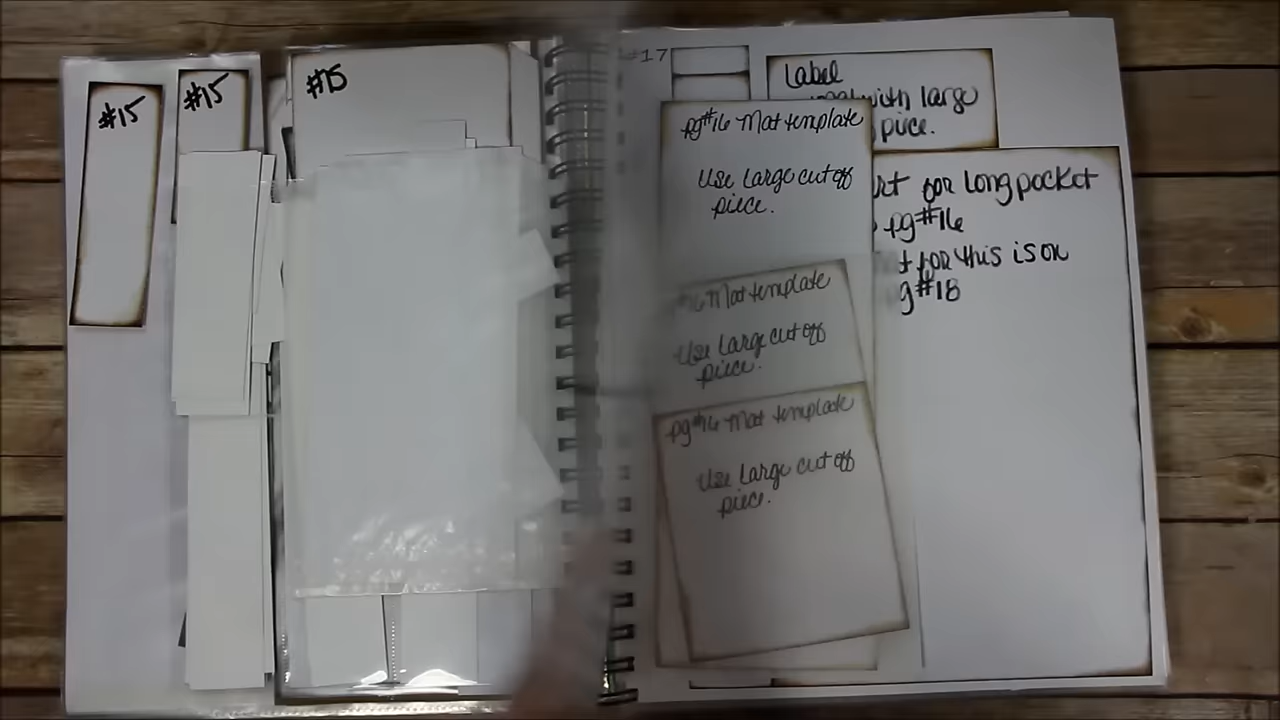 #15
#15
#15
#17
Label
with large
piece.
pg#16 Mat template
Use Large cut off
piece.
for long pocket
pg#16
for this is on
#18
Mat template
Use Large cut off
piece.
pg#16 Mat template
Use Large cut off
piece.